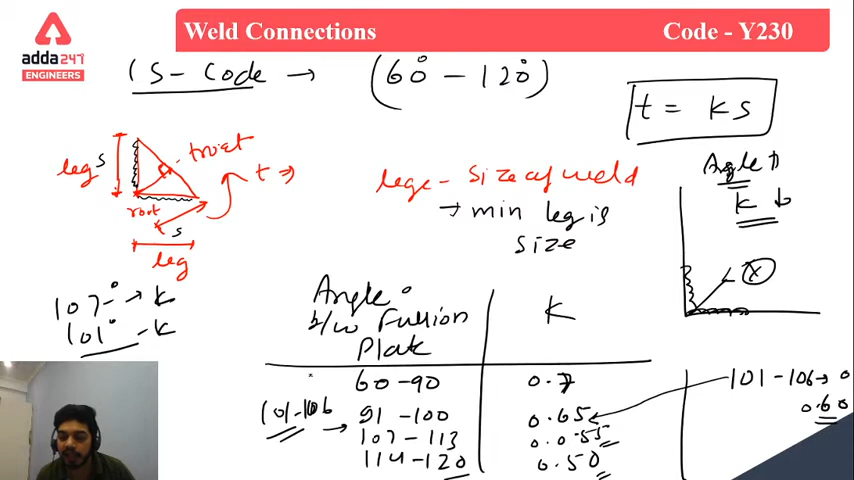 Weld Connections
Code - Y230
adda247
ENGINEERS
IS - Code → (60° - 120°)
t = ks
leg s
t ⇒
root
s
leg
legs - size of weld
→ min leg is
size
Angle ↑
k ↓
x
107° → k
101° - k
Angle °
b/w Fusion
Plate
K
60 - 90
0.7
101-106
91 - 100
0.65
107 - 113
0.0.55
114 - 120
0.50
101 - 106 → 0
0.60